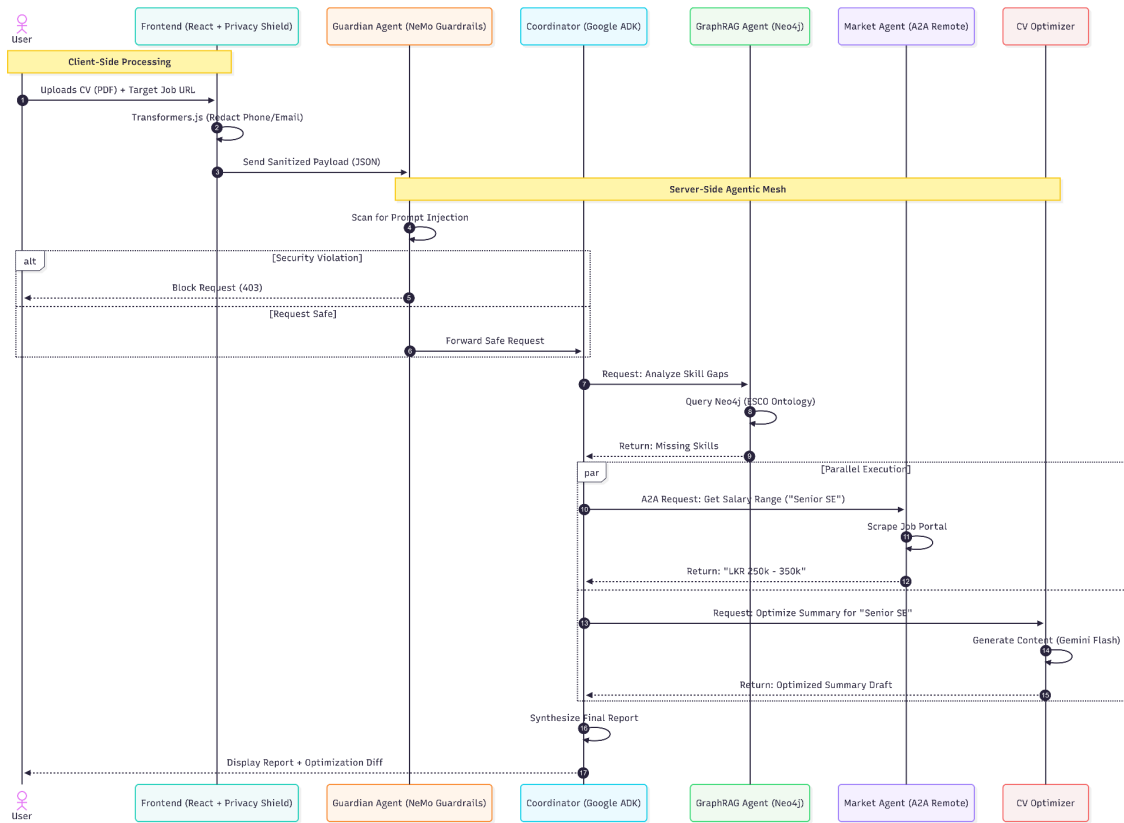 User
Frontend (React + Privacy Shield)
Guardian Agent (NeMo Guardrails)
Coordinator (Google ADK)
GraphRAG Agent (Neo4j)
Market Agent (A2A Remote)
CV Optimizer
Client-Side Processing
1
Uploads CV (PDF) + Target Job URL
2
Transformers.js (Redact Phone/Email)
3
Send Sanitized Payload (JSON)
Server-Side Agentic Mesh
4
Scan for Prompt Injection
alt
[Security Violation]
5
Block Request (403)
[Request Safe]
6
Forward Safe Request
7
Request: Analyze Skill Gaps
8
Query Neo4j (ESCO Ontology)
9
Return: Missing Skills
par
[Parallel Execution]
10
A2A Request: Get Salary Range ("Senior SE")
11
Scrape Job Portal
12
Return: "LKR 250k - 350k"
13
Request: Optimize Summary for "Senior SE"
14
Generate Content (Gemini Flash)
15
Return: Optimized Summary Draft
16
Synthesize Final Report
17
Display Report + Optimization Diff
User
Frontend (React + Privacy Shield)
Guardian Agent (NeMo Guardrails)
Coordinator (Google ADK)
GraphRAG Agent (Neo4j)
Market Agent (A2A Remote)
CV Optimizer